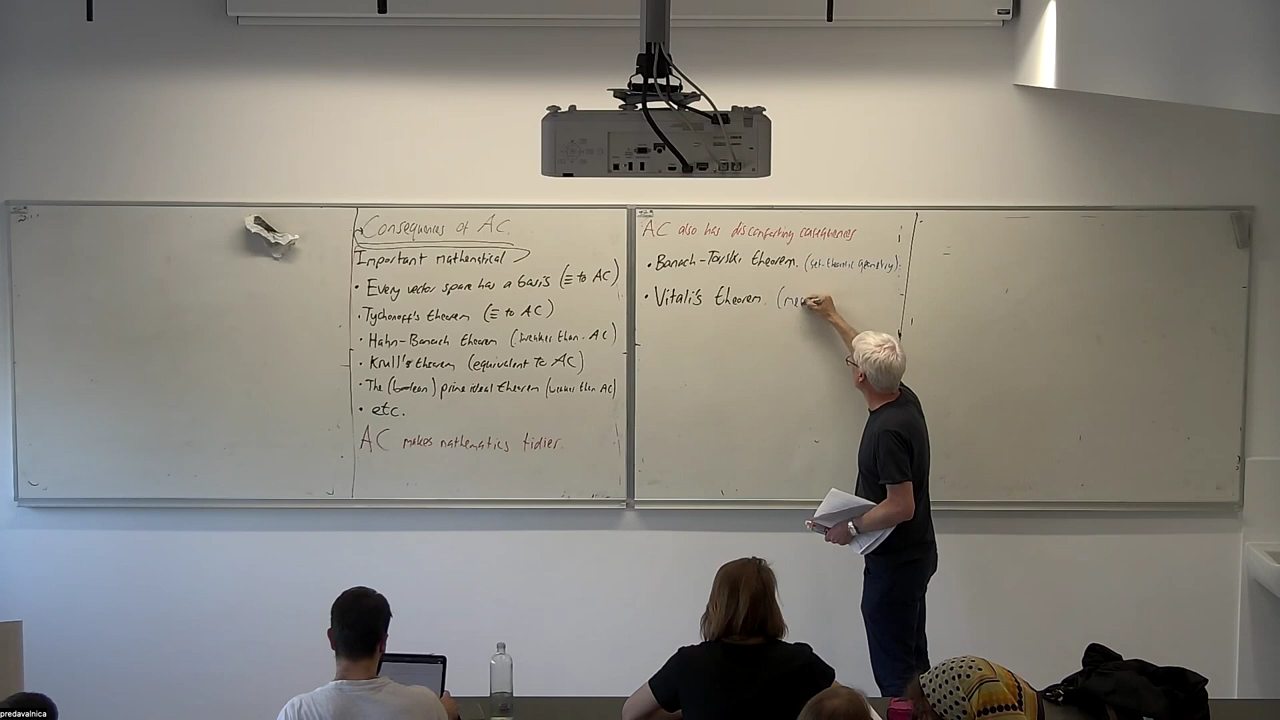 Consequences of AC.
Important mathematical
• Every vector space has a basis (≡ to AC)
• Tychonoff's theorem (≡ to AC)
• Hahn-Banach theorem (weaker than AC)
• Krull's theorem (equivalent to AC)
• The (boolean) prime ideal theorem (weaker than AC)
• etc.
AC makes mathematics tidier.
AC also has discomforting consequences
• Banach-Tarski theorem. (set-theoretic geometry).
• Vitali's theorem. (mea
predavalnica